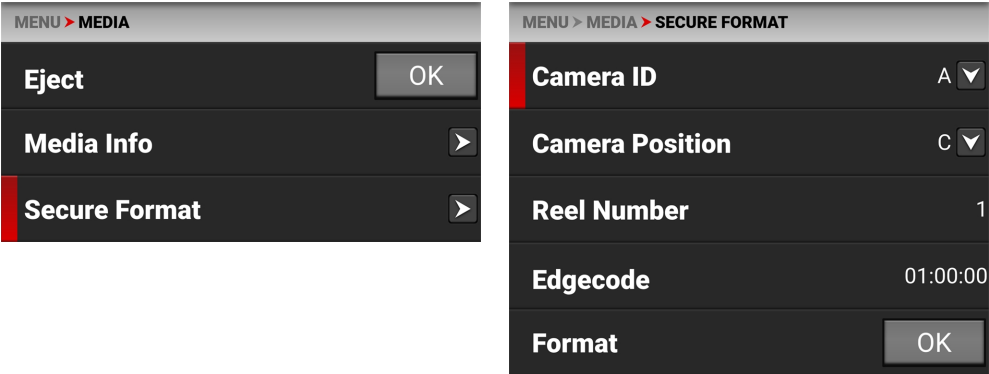 MENU > MEDIA
Eject OK
Media Info
Secure Format
MENU > MEDIA > SECURE FORMAT
Camera ID A
Camera Position C
Reel Number 1
Edgecode 01:00:00
Format OK